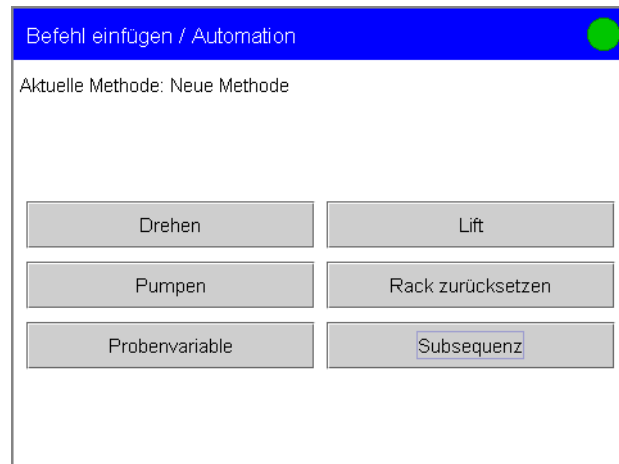 Befehl einfügen / Automation
Aktuelle Methode: Neue Methode
Drehen
Lift
Pumpen
Rack zurücksetzen
Probenvariable
Subsequenz